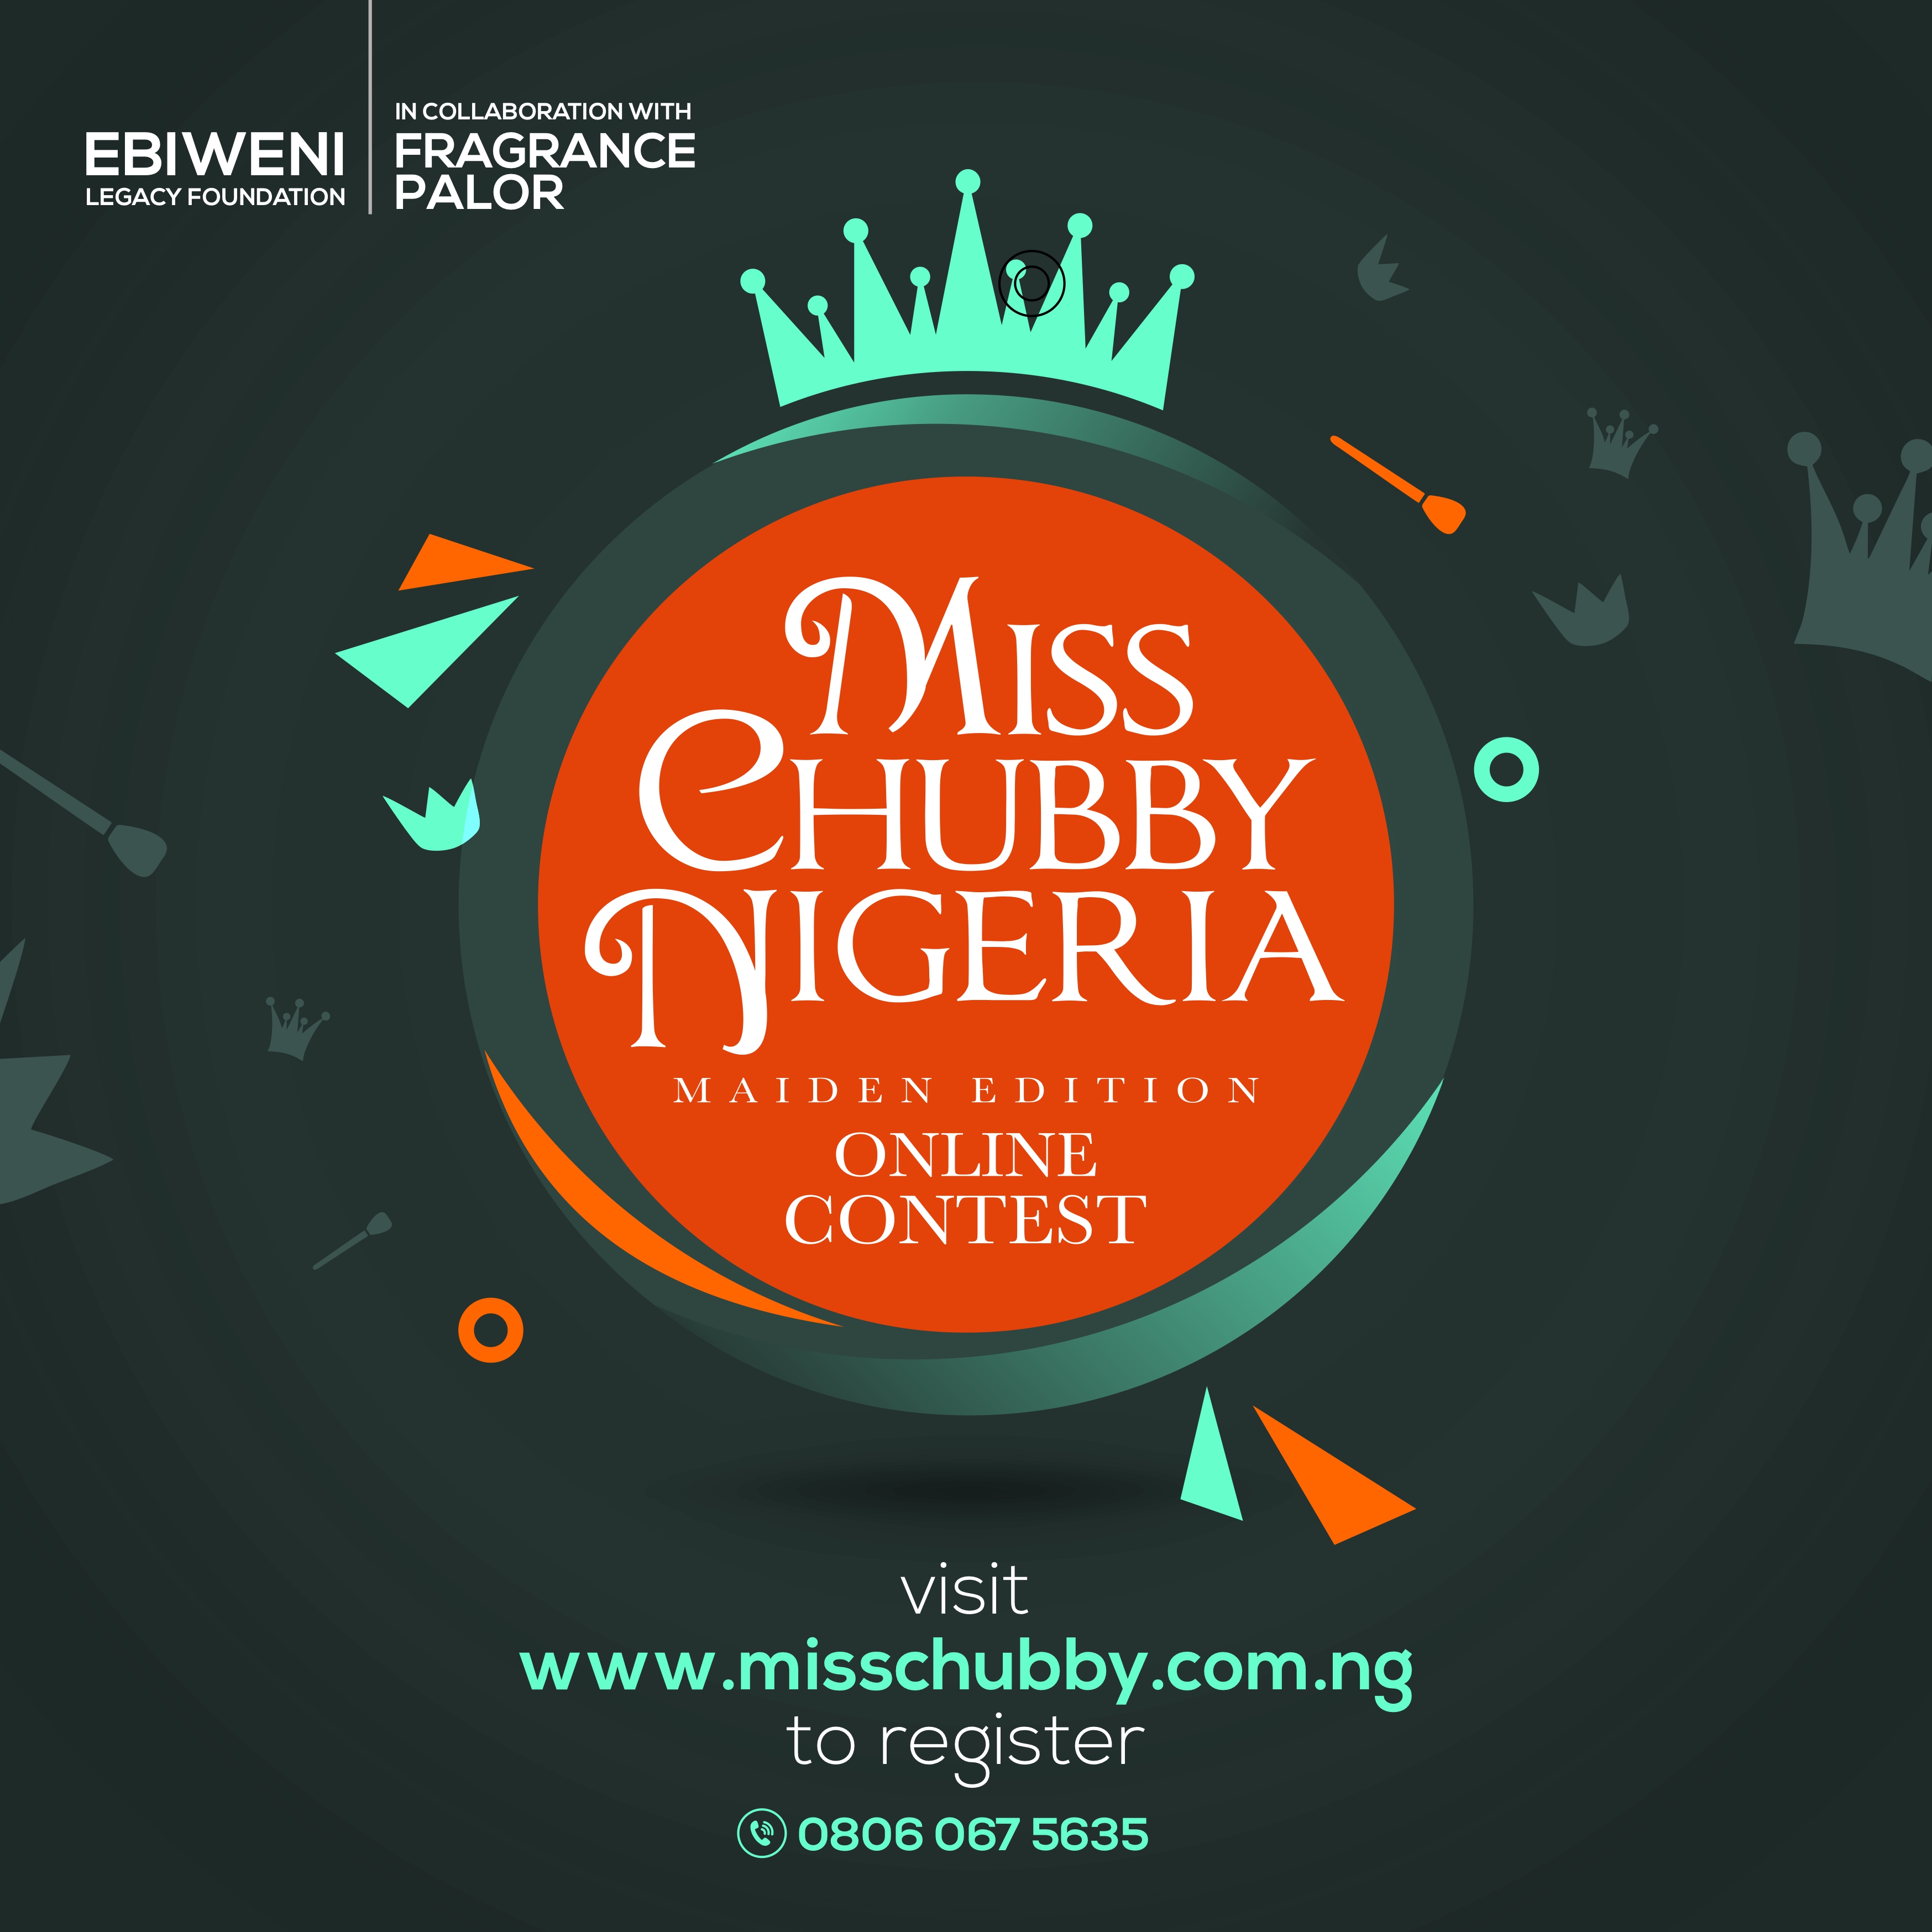 EBIWENI
LEGACY FOUNDATION
IN COLLABORATION WITH
FRAGRANCE
PALOR
MISS
CHUBBY
NIGERIA
MAIDEN EDITION
ONLINE
CONTEST
visit
www.misschubby.com.ng
to register
0806 067 5635